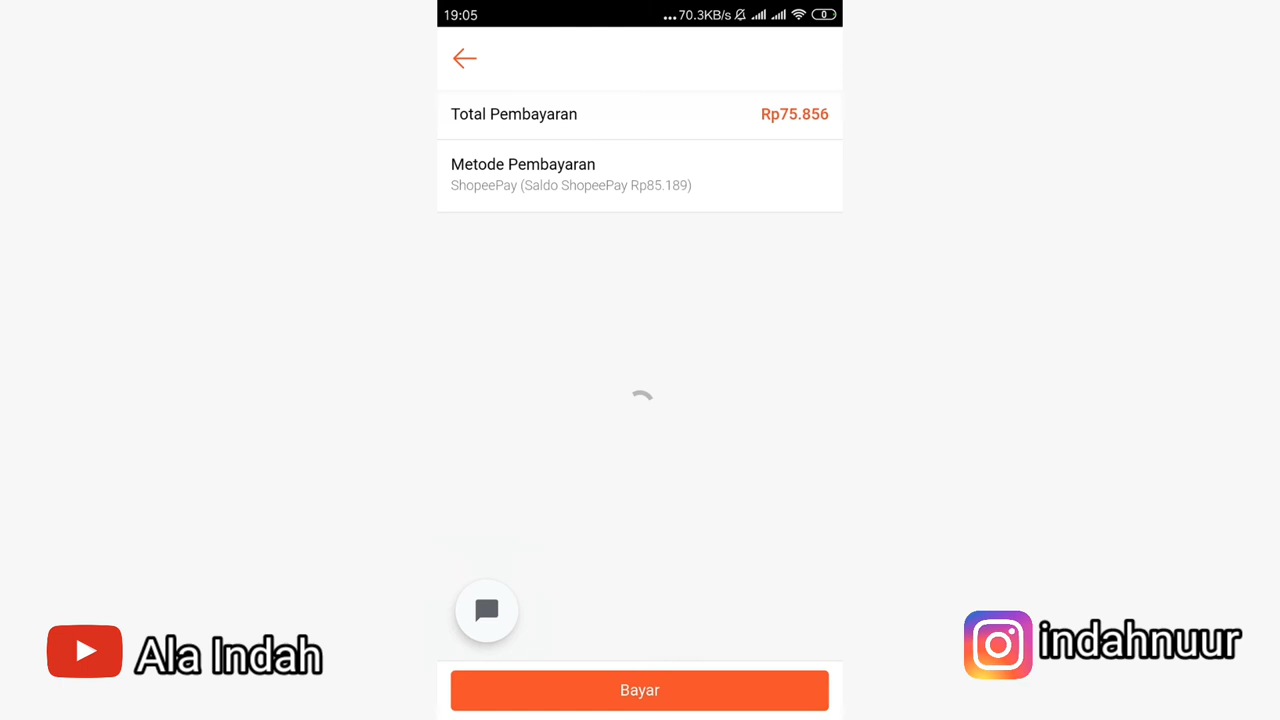 19:05
...70.3KB/s
0
Total Pembayaran
Rp75.856
Metode Pembayaran
ShopeePay (Saldo ShopeePay Rp85.189)
Ala Indah
indahnuur
Bayar